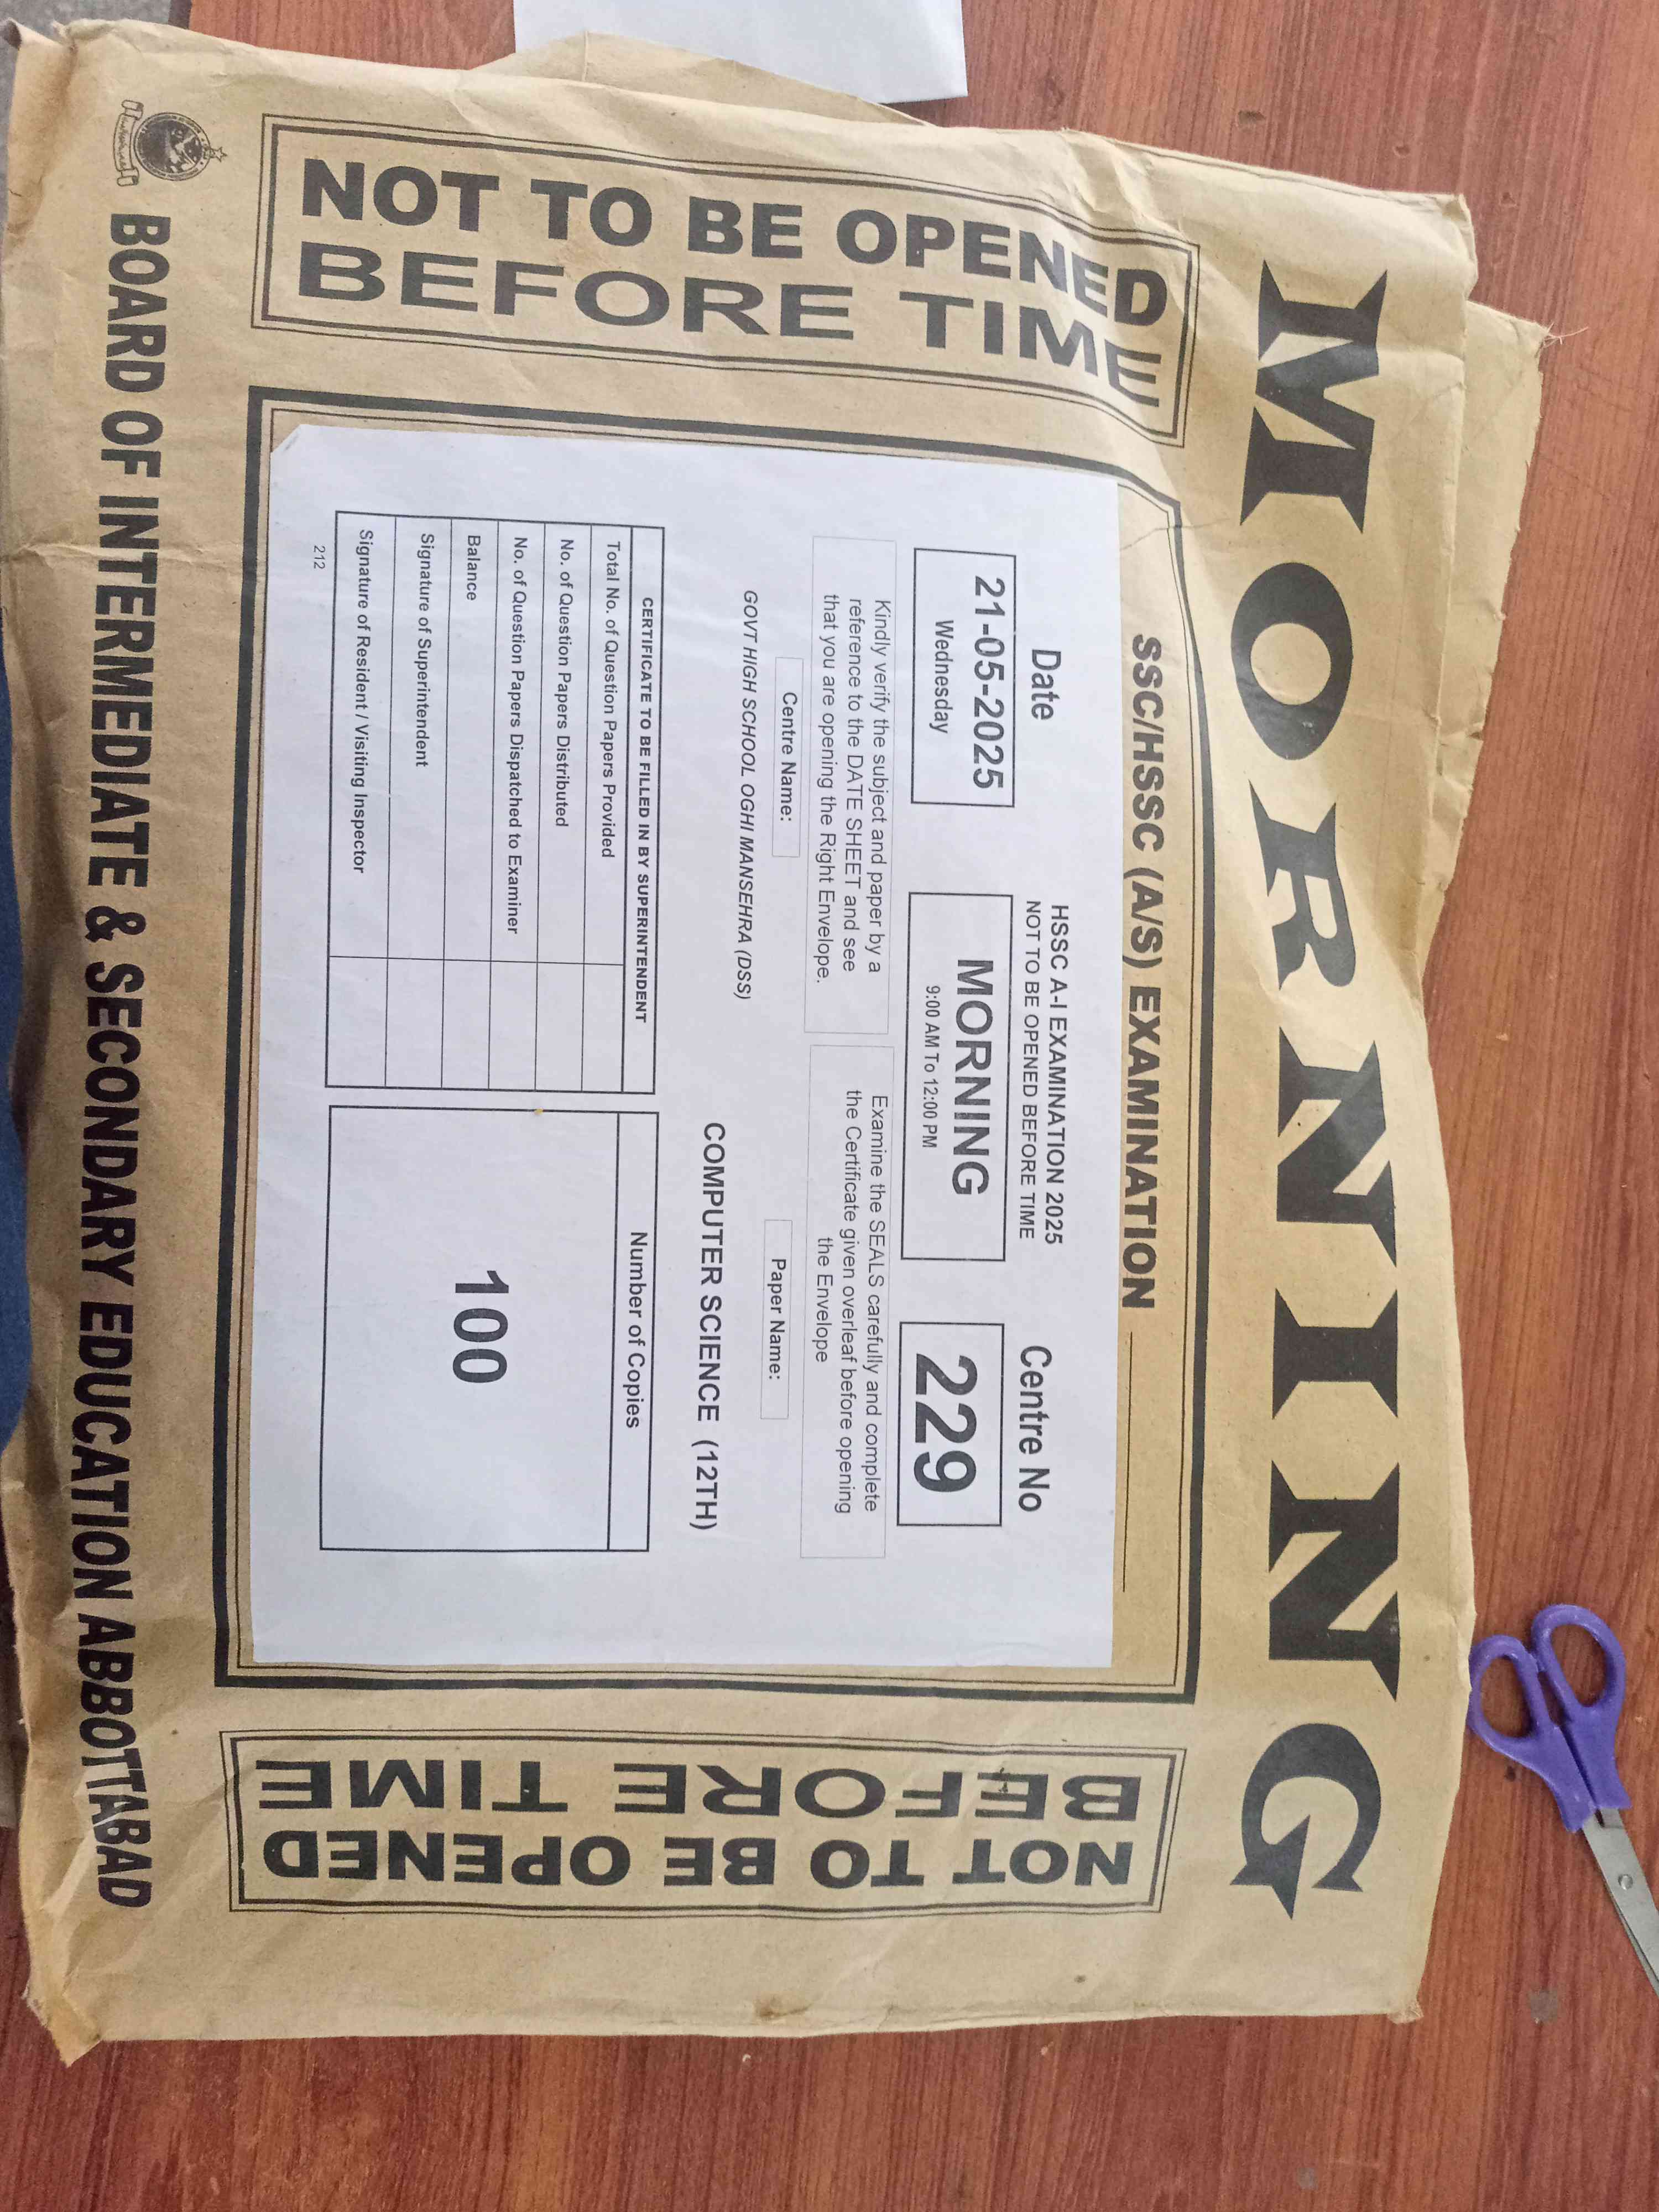 MORNING
SSC/HSSC (A/S) EXAMINATION
NOT TO BE OPENED
BEFORE TIME
HSSC A-I EXAMINATION 2025
NOT TO BE OPENED BEFORE TIME
Date
21-05-2025
Wednesday
MORNING
9:00 AM To 12:00 PM
Centre No
229
Kindly verify the subject and paper by a
reference to the DATE SHEET and see
that you are opening the Right Envelope.
Examine the SEALS carefully and complete
the Certificate given overleaf before opening
the Envelope
Centre Name:
GOVT HIGH SCHOOL OGHI MANSEHRA (DSS)
Paper Name:
COMPUTER SCIENCE (12TH)
CERTIFICATE TO BE FILLED IN BY SUPERINTENDENT
Total No. of Question Papers Provided
No. of Question Papers Distributed
No. of Question Papers Dispatched to Examiner
Balance
Signature of Superintendent
Signature of Resident / Visiting Inspector
Number of Copies
100
212
NOT TO BE OPENED
BEFORE TIME
BOARD OF INTERMEDIATE & SECONDARY EDUCATION ABBOTTABAD